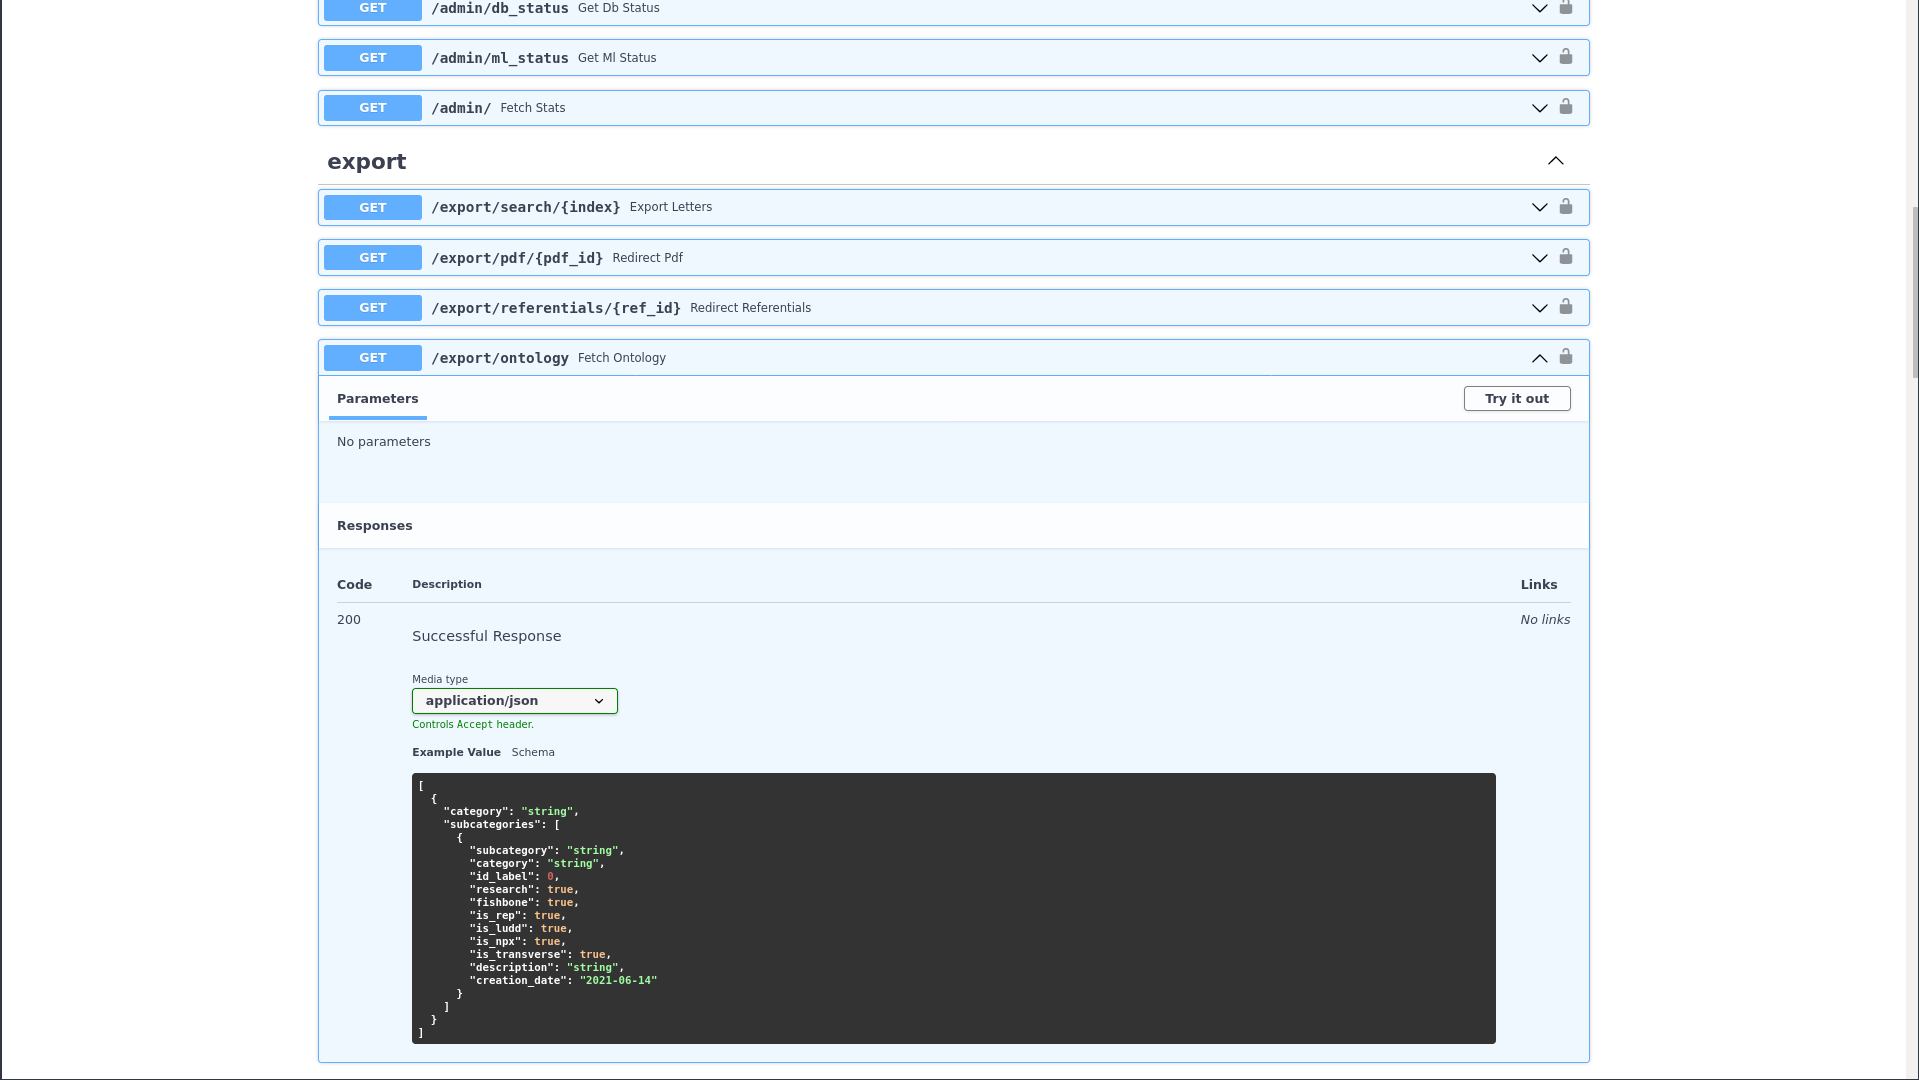 GET /admin/db_status Get Db Status
GET /admin/ml_status Get Ml Status
GET /admin/ Fetch Stats
export
GET /export/search/{index} Export Letters
GET /export/pdf/{pdf_id} Redirect Pdf
GET /export/referentials/{ref_id} Redirect Referentials
GET /export/ontology Fetch Ontology
Parameters Try it out
No parameters
Responses
Code Description Links
200 No links
Successful Response
Media type
application/json
Controls Accept header.
Example Value Schema
[
  {
    "category": "string",
    "subcategories": [
      {
        "subcategory": "string",
        "category": "string",
        "id_label": 0,
        "research": true,
        "fishbone": true,
        "is_rep": true,
        "is_ludd": true,
        "is_npx": true,
        "is_transverse": true,
        "description": "string",
        "creation_date": "2021-06-14"
      }
    ]
  }
]